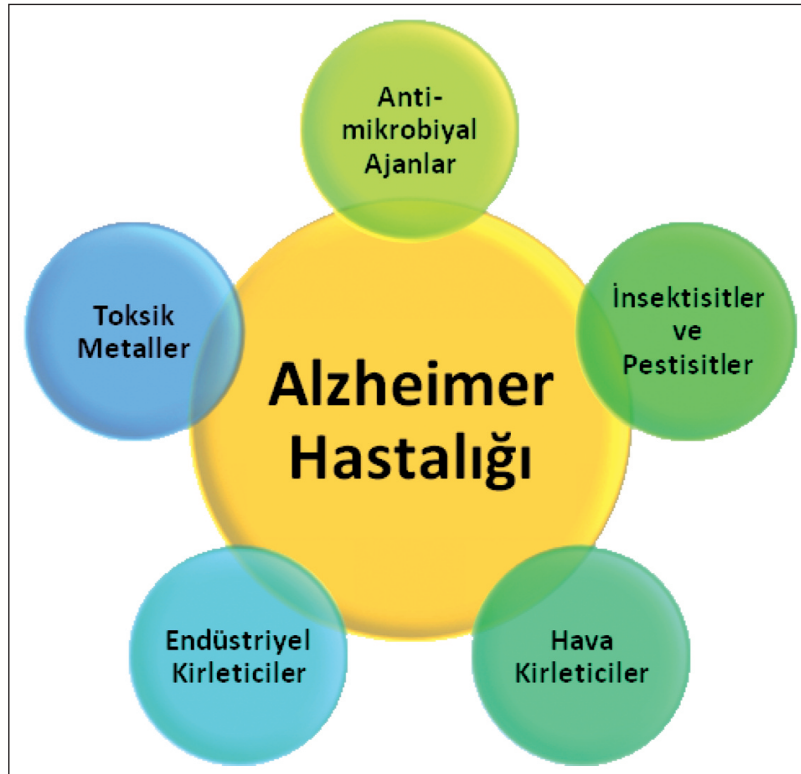 Anti-
mikrobiyal
Ajanlar
İnsektisitler
ve
Pestisitler
Toksik
Metaller
Alzheimer
Hastalığı
Endüstriyel
Kirleticiler
Hava
Kirleticiler